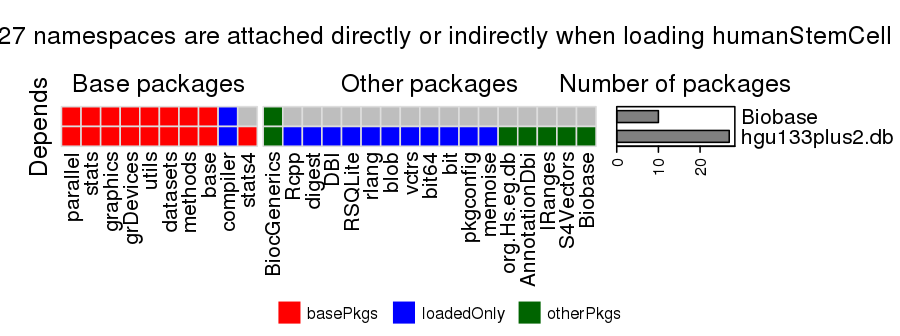 27 namespaces are attached directly or indirectly when loading humanStemCell
Base packages
Other packages
Number of packages
Depends
Biobase
hgu133plus2.db
0
10
20
parallel
stats
graphics
grDevices
utils
datasets
methods
base
compiler
stats4
BiocGenerics
Rcpp
digest
DBI
RSQLite
rlang
blob
vctrs
bit64
bit
pkgconfig
memoise
org.Hs.eg.db
AnnotationDbi
IRanges
S4Vectors
Biobase
basePkgs
loadedOnly
otherPkgs